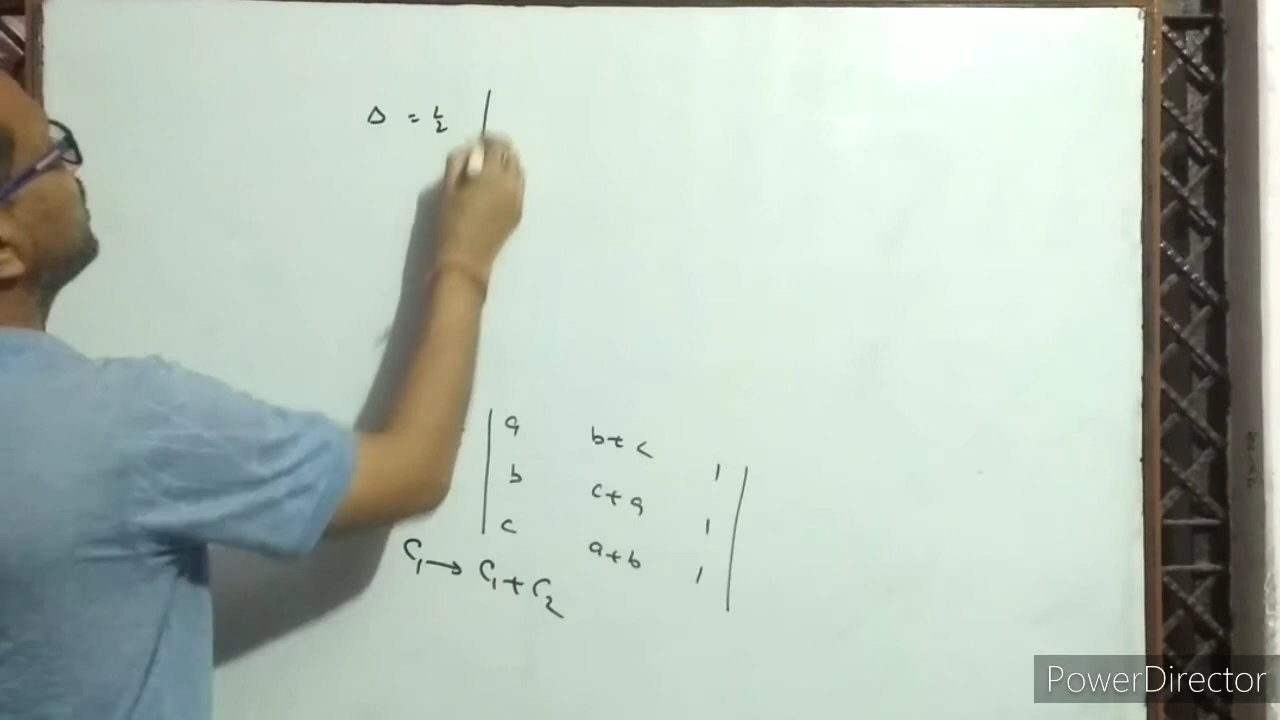 Δ = 1/2 |
| a b+c 1 |
| b c+a 1 |
| c a+b 1 |
C₁ → C₁ + C₂
PowerDirector